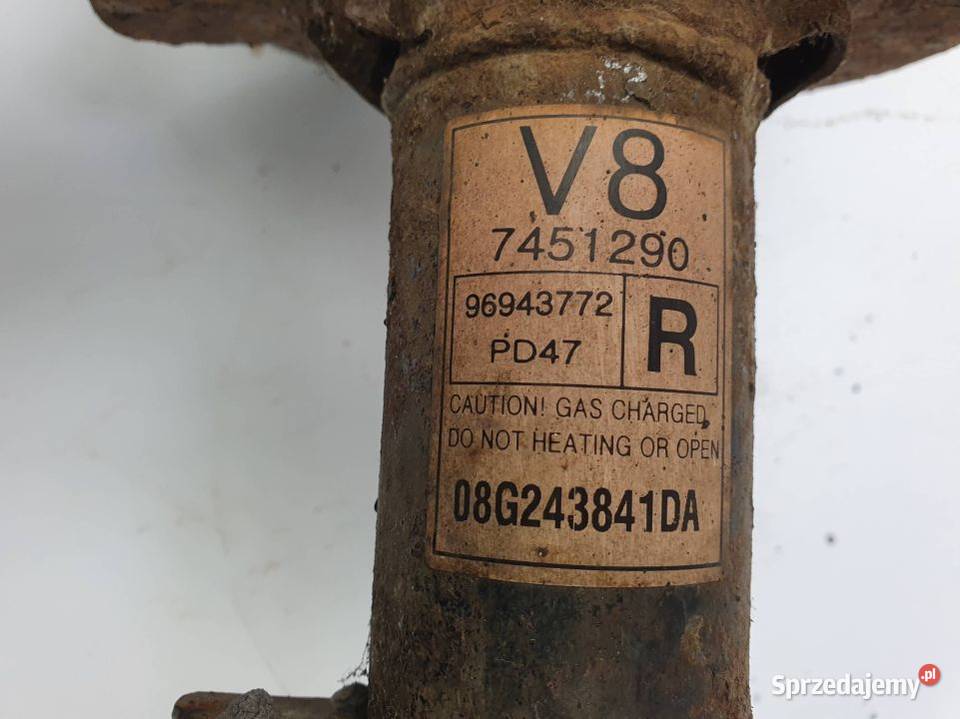 V8
7451290
96943772
PD47
R
CAUTION! GAS CHARGED
DO NOT HEATING OR OPEN
08G243841DA
Sprzedajemy.pl